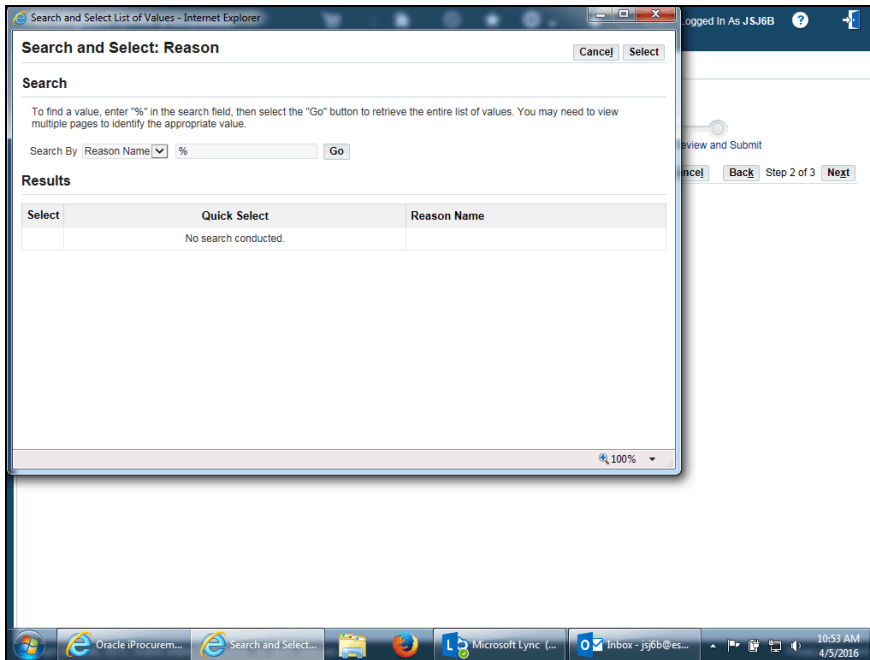 Search and Select List of Values - Internet Explorer
ogged In As JSJ6B
Search and Select: Reason
Cancel Select
Search
To find a value, enter "%" in the search field, then select the "Go" button to retrieve the entire list of values. You may need to view
multiple pages to identify the appropriate value.
Search By Reason Name % Go
eview and Submit
ncel Back Step 2 of 3 Next
Results
Select Quick Select Reason Name
No search conducted.
100%
Oracle iProcurem... Search and Select... Microsoft Lync (... Inbox - jsj6b@es...
10:53 AM
4/5/2016